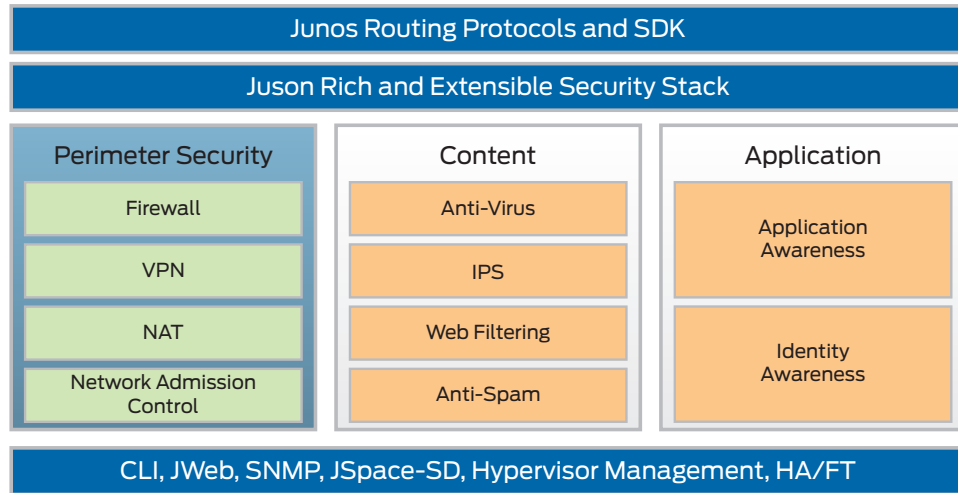 Junos Routing Protocols and SDK
Juson Rich and Extensible Security Stack
Perimeter Security
Firewall
VPN
NAT
Network Admission
Control
Content
Anti-Virus
IPS
Web Filtering
Anti-Spam
Application
Application
Awareness
Identity
Awareness
CLI, JWeb, SNMP, JSpace-SD, Hypervisor Management, HA/FT